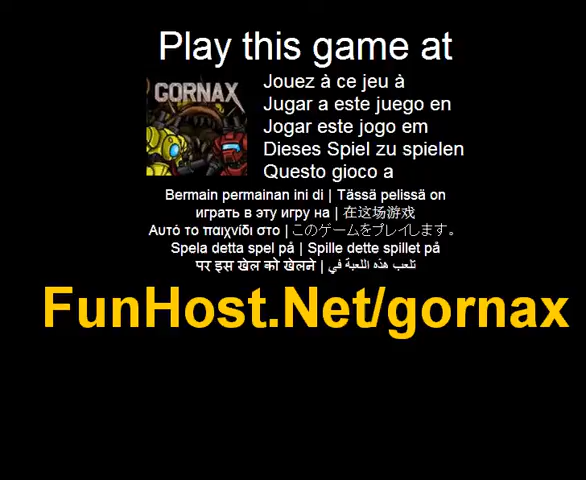 Play this game at
GORNAX
Jouez à ce jeu à
Jugar a este juego en
Jogar este jogo em
Dieses Spiel zu spielen
Questo gioco a
Bermain permainan ini di | Tässä pelissä on
играть в эту игру на | 在这场游戏
Αυτό το παιχνίδι στο | このゲームをプレイします。
Spela detta spel på | Spille dette spillet på
पर इस खेल को खेलने | تلعب هذه اللعبة في
FunHost.Net/gornax